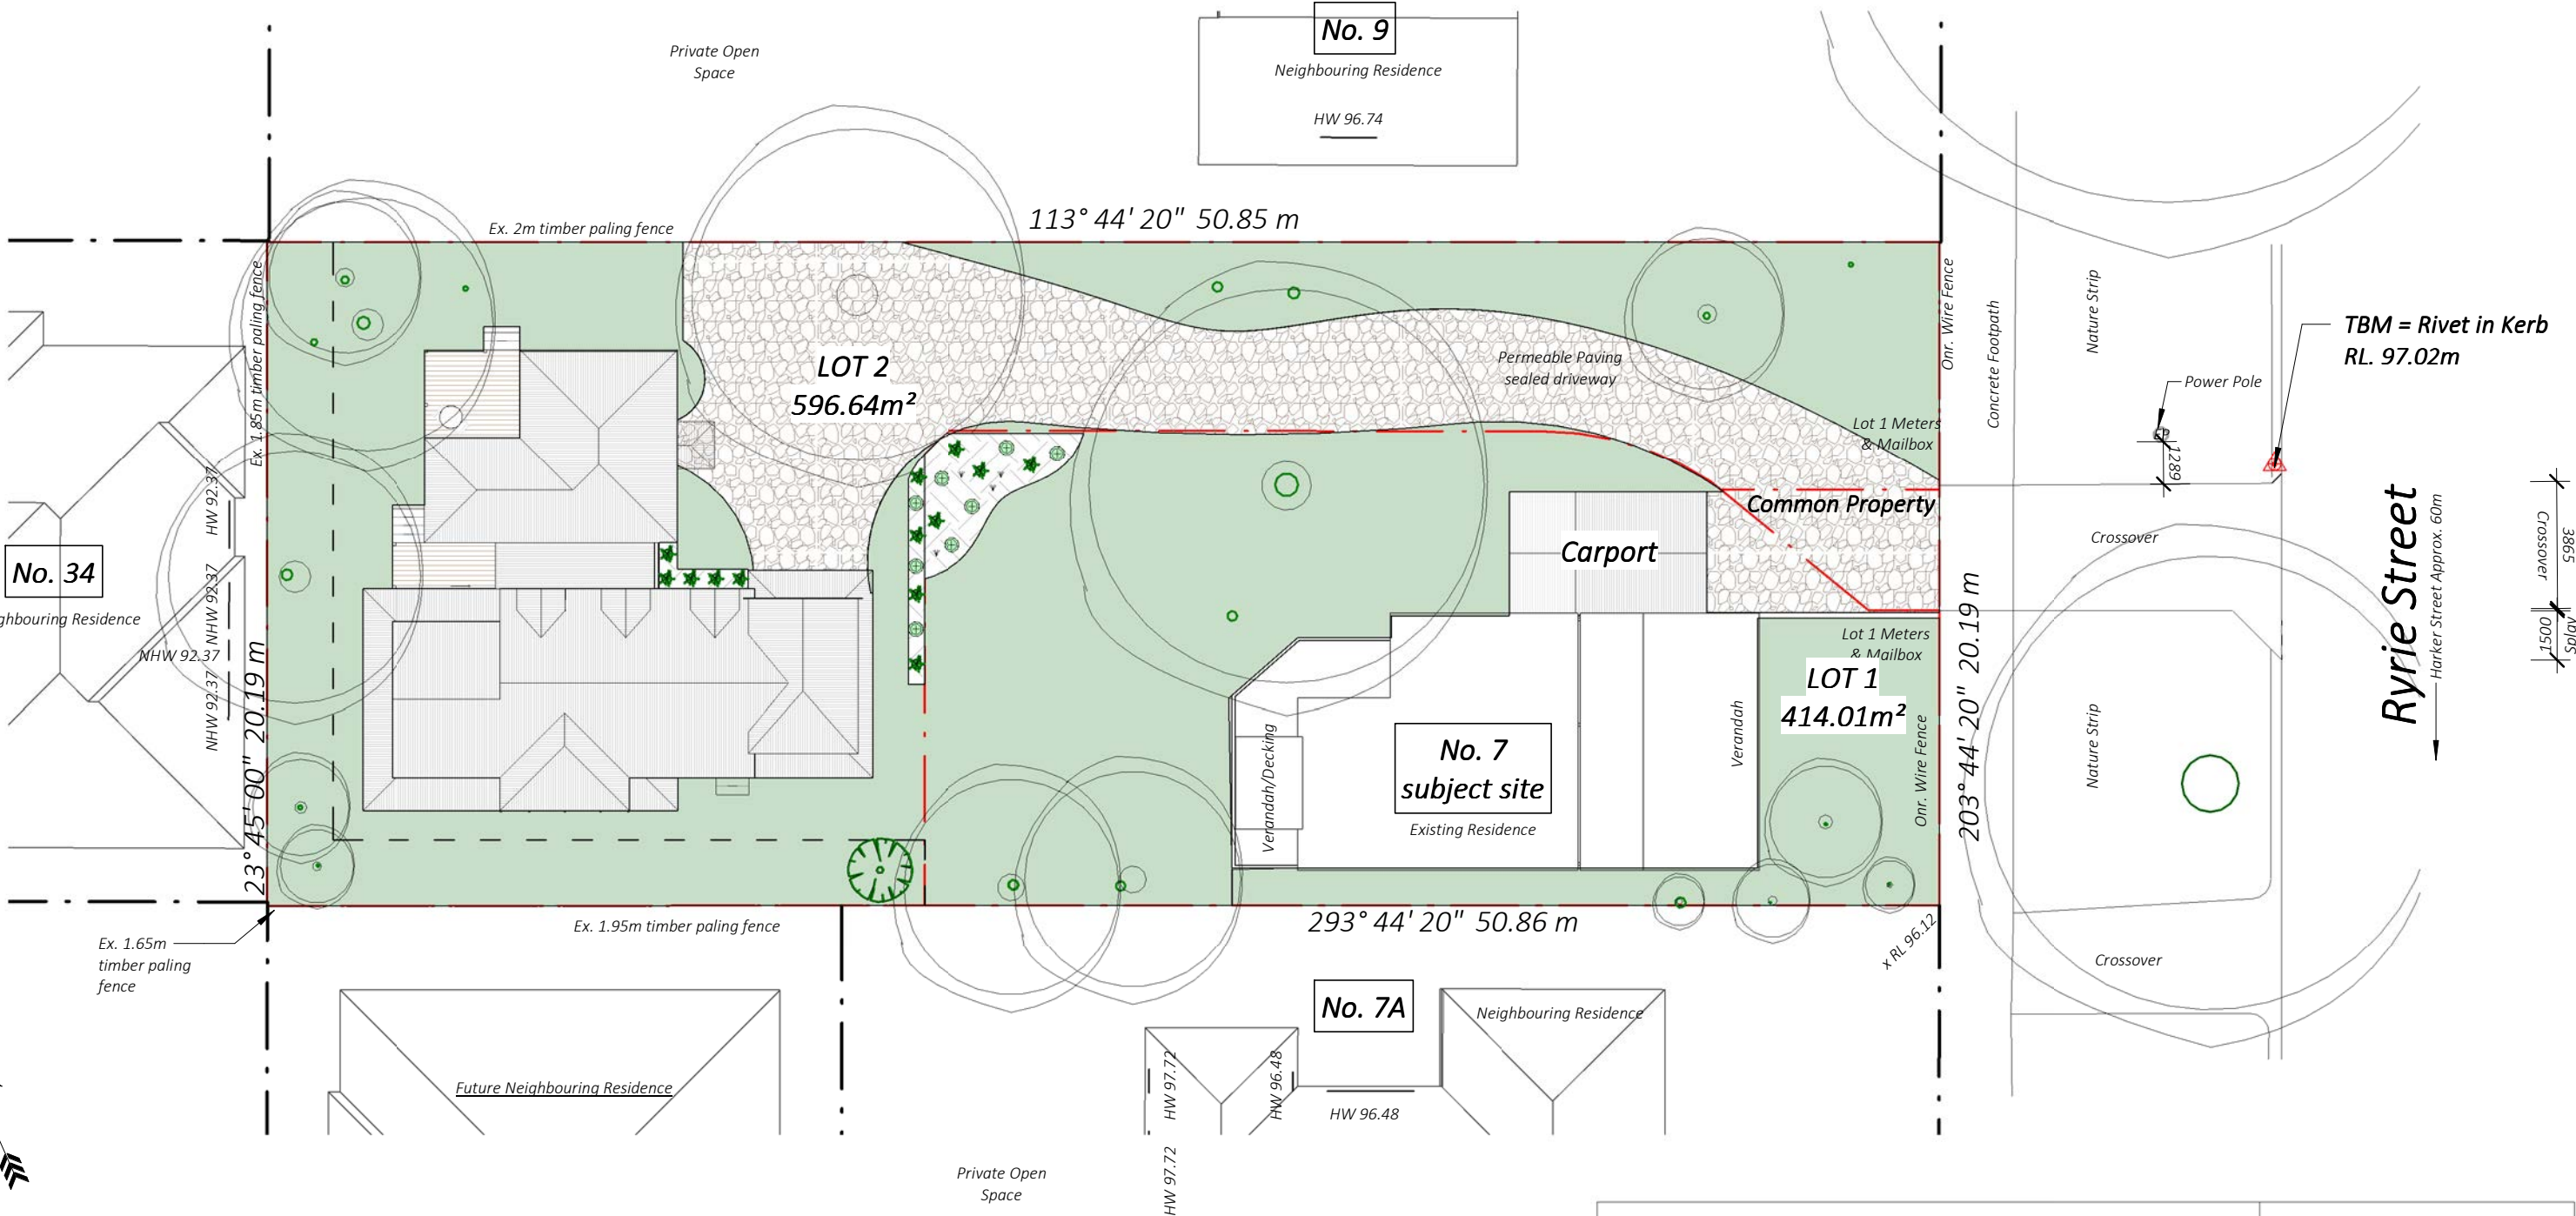 No. 9
Private Open
Space
Neighbouring Residence
HW 96.74
113° 44' 20" 50.85 m
Ex. 2m timber paling fence
Ex. 1.85m timber paling fence
Onr. Wire Fence
Concrete Footpath
Nature Strip
TBM = Rivet in Kerb
RL. 97.02m
Power Pole
1289
LOT 2
596.64m²
Permeable Paving
sealed driveway
Lot 1 Meters
& Mailbox
Common Property
Carport
Crossover
3865
Crossover
1500
Splay
Ryrie Street
Harker Street Approx. 60m
HW 92.37
NHW 92.37
NHW 92.37
NHW 92.37
No. 34
ghbouring Residence
23° 45' 00" 20.19 m
203° 44' 20" 20.19 m
Lot 1 Meters
& Mailbox
LOT 1
414.01m²
Verandah
Verandah/Decking
No. 7
subject site
Existing Residence
Onr. Wire Fence
Nature Strip
Ex. 1.95m timber paling fence
293° 44' 20" 50.86 m
x RL 96.12
Ex. 1.65m
timber paling
fence
Crossover
No. 7A
Neighbouring Residence
Future Neighbouring Residence
HW 97.72
HW 96.48
HW 96.48
HW 97.72
Private Open
Space